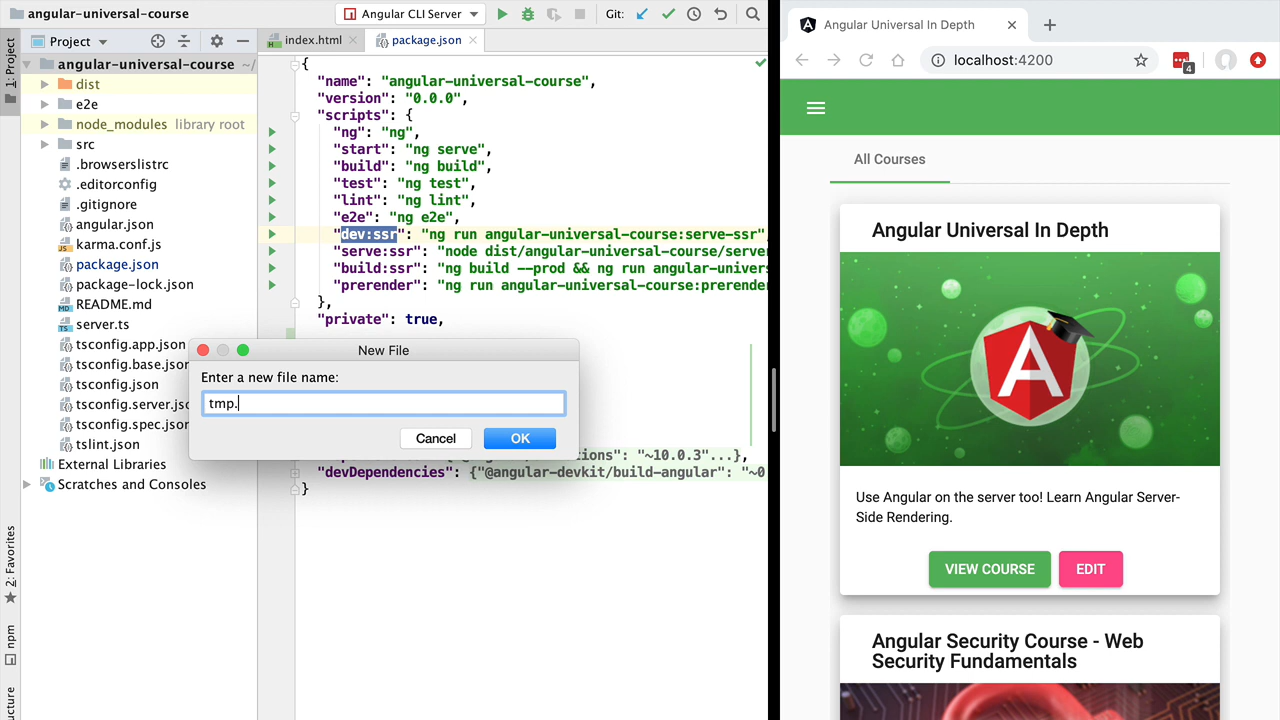 angular-universal-course
Angular CLI Server
Git:
1: Project
2: Favorites
npm
Project
angular-universal-course ~/
dist
e2e
node_modules library root
src
.browserslistrc
.editorconfig
.gitignore
angular.json
karma.conf.js
package.json
package-lock.json
README.md
server.ts
tsconfig.app.json
tsconfig.base.json
tsconfig.json
tsconfig.server.jso
tsconfig.spec.json
tslint.json
External Libraries
Scratches and Consoles
index.html
package.json
{
"name": "angular-universal-course",
"version": "0.0.0",
"scripts": {
"ng": "ng",
"start": "ng serve",
"build": "ng build",
"test": "ng test",
"lint": "ng lint",
"e2e": "ng e2e",
"dev:ssr": "ng run angular-universal-course:serve-ssr",
"serve:ssr": "node dist/angular-universal-course/server
"build:ssr": "ng build --prod && ng run angular-univers
"prerender": "ng run angular-universal-course:prerender
},
"private": true,
New File
Enter a new file name:
tmp.
Cancel
OK
"~10.0.3"...},
"devDependencies": {"@angular-devkit/build-angular": "~0
}
Angular Universal In Depth
localhost:4200
4
All Courses
Angular Universal In Depth
Use Angular on the server too! Learn Angular Server-
Side Rendering.
VIEW COURSE
EDIT
Angular Security Course - Web
Security Fundamentals